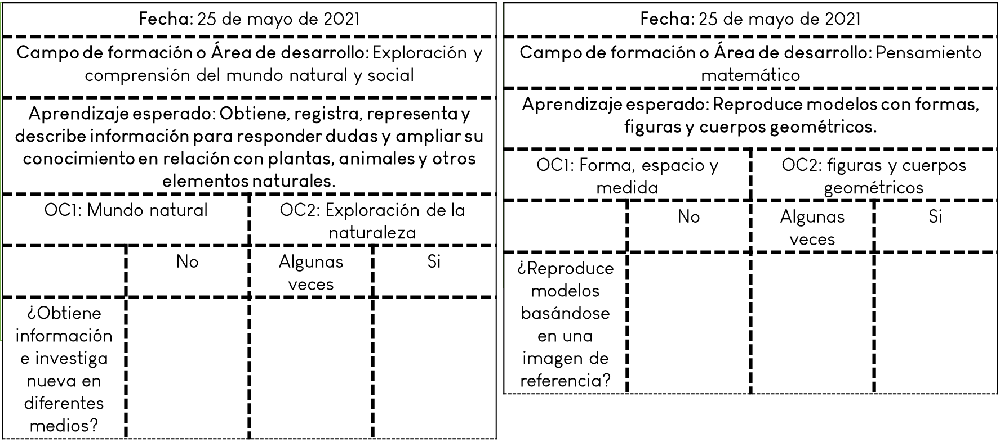 Fecha: 25 de mayo de 2021
Campo de formación o Área de desarrollo: Exploración y
comprensión del mundo natural y social
Aprendizaje esperado: Obtiene, registra, representa y
describe información para responder dudas y ampliar su
conocimiento en relación con plantas, animales y otros
elementos naturales.
OC1: Mundo natural
OC2: Exploración de la
naturaleza
No
Algunas
veces
Si
¿Obtiene
información
e investiga
nueva en
diferentes
medios?
Fecha: 25 de mayo de 2021
Campo de formación o Área de desarrollo: Pensamiento
matemático
Aprendizaje esperado: Reproduce modelos con formas,
figuras y cuerpos geométricos.
OC1: Forma, espacio y
medida
OC2: figuras y cuerpos
geométricos
No
Algunas
veces
Si
¿Reproduce
modelos
basándose
en una
imagen de
referencia?